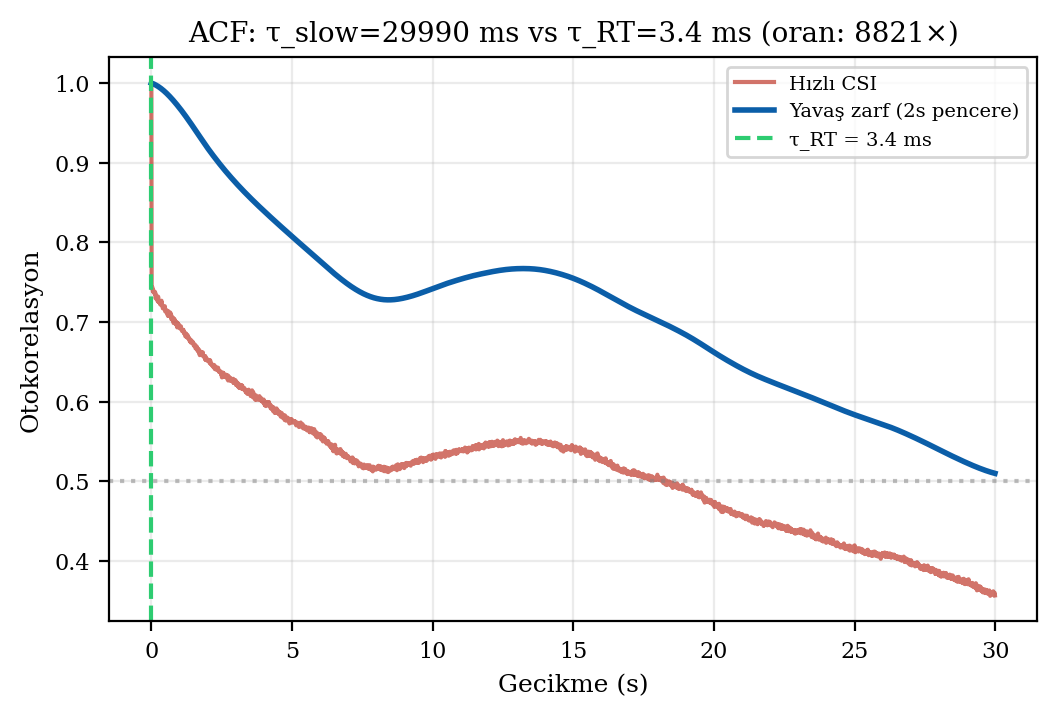 ACF: τ_slow=29990 ms vs τ_RT=3.4 ms (oran: 8821×)
Hızlı CSI
Yavaş zarf (2s pencere)
τ_RT = 3.4 ms
Otokorelasyon
1.0
0.9
0.8
0.7
0.6
0.5
0.4
0
5
10
15
20
25
30
Gecikme (s)